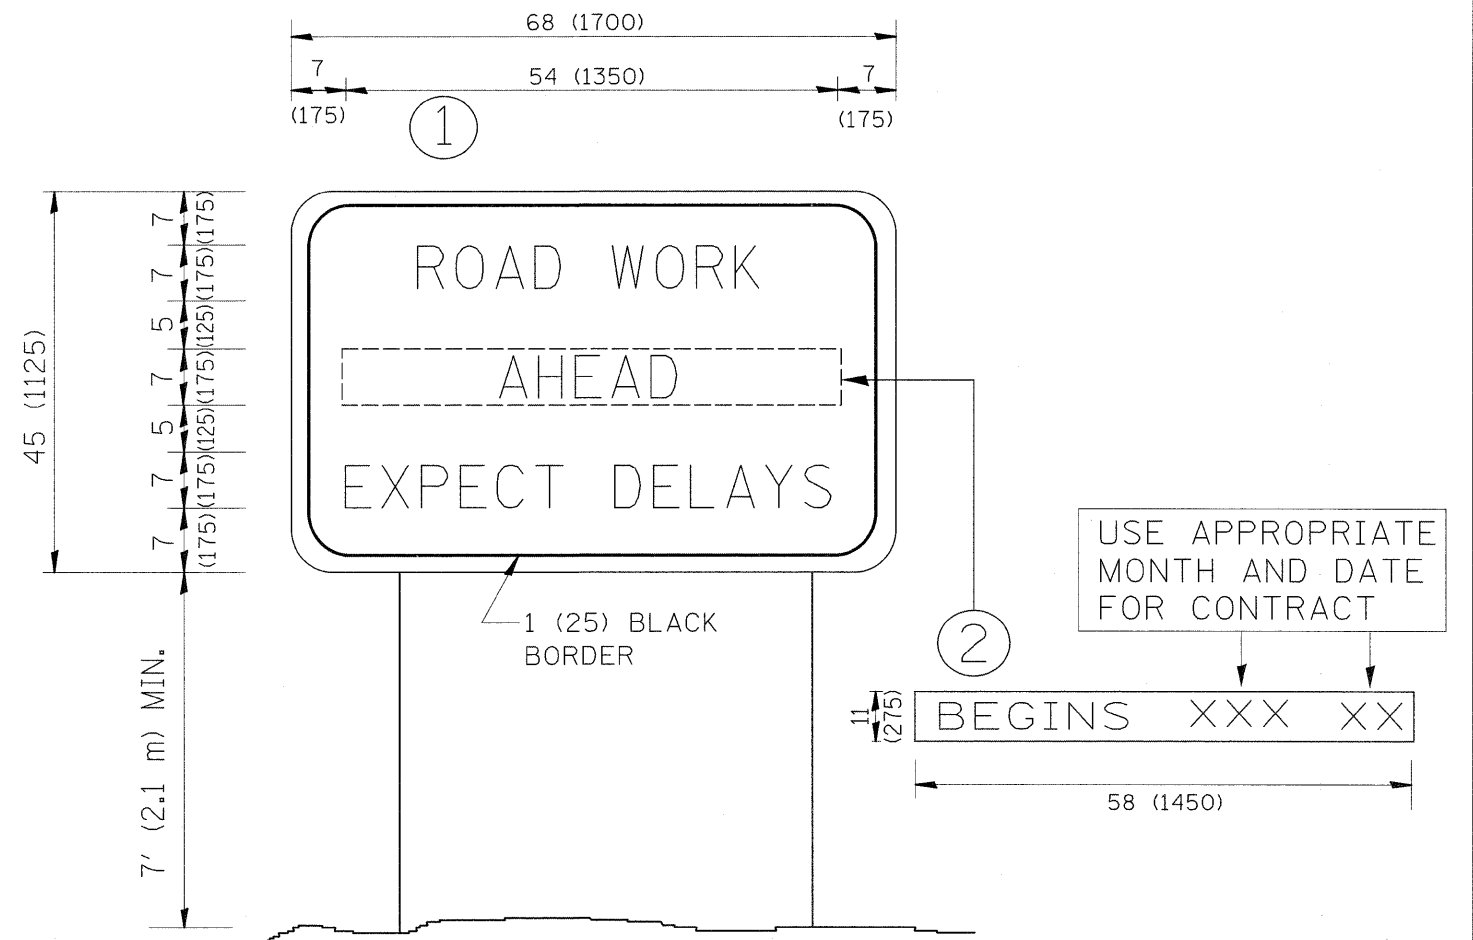 68 (1700)
7
54 (1350)
7
(175)
(175)
1
7
(175)
7
(175)
5
(125)
7
(175)
5
(125)
7
(175)
7
(175)
45 (1125)
ROAD WORK
AHEAD
EXPECT DELAYS
1 (25) BLACK
BORDER
7' (2.1 m) MIN.
2
USE APPROPRIATE
MONTH AND DATE
FOR CONTRACT
11
(275)
BEGINS XXX XX
58 (1450)